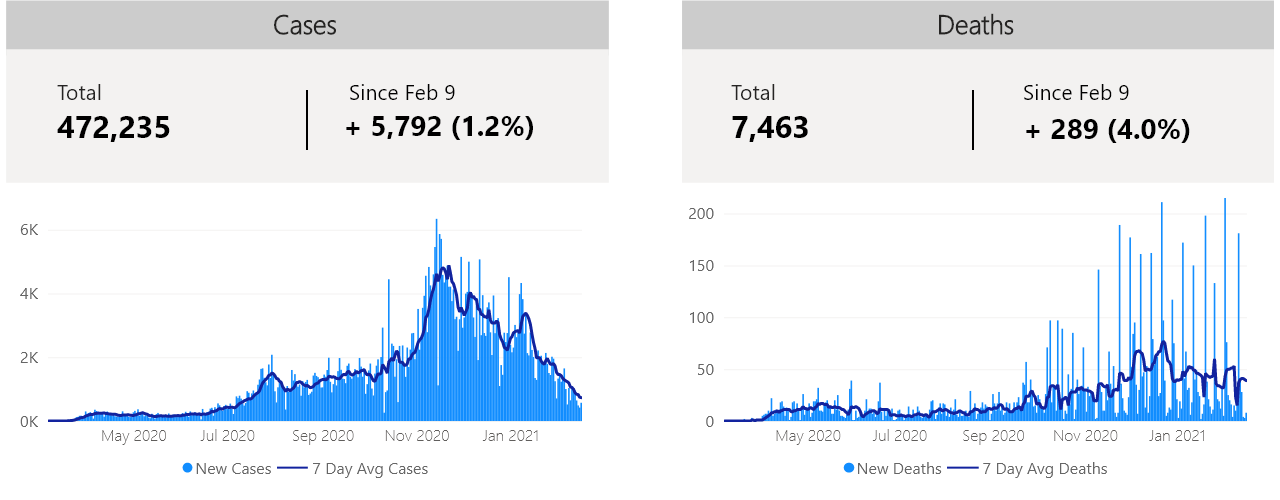 Cases
Total
472,235
Since Feb 9
+ 5,792 (1.2%)
6K
4K
2K
0K
May 2020 Jul 2020 Sep 2020 Nov 2020 Jan 2021
New Cases 7 Day Avg Cases
Deaths
Total
7,463
Since Feb 9
+ 289 (4.0%)
200
150
100
50
0
May 2020 Jul 2020 Sep 2020 Nov 2020 Jan 2021
New Deaths 7 Day Avg Deaths